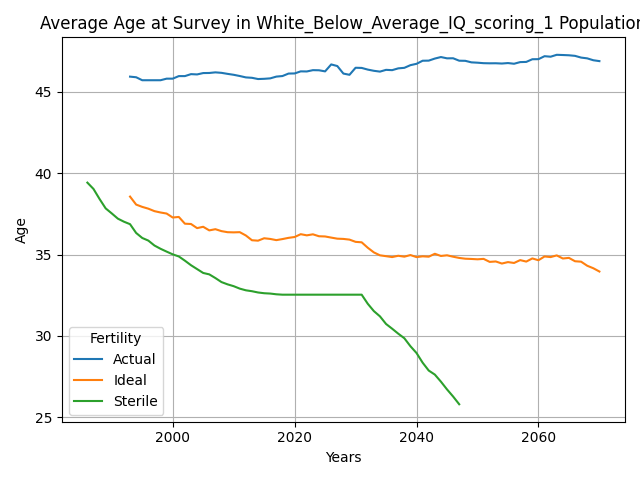 Average Age at Survey in White_Below_Average_IQ_scoring_1 Population
Age
45
40
35
30
25
Fertility
Actual
Ideal
Sterile
2000
2020
2040
2060
Years